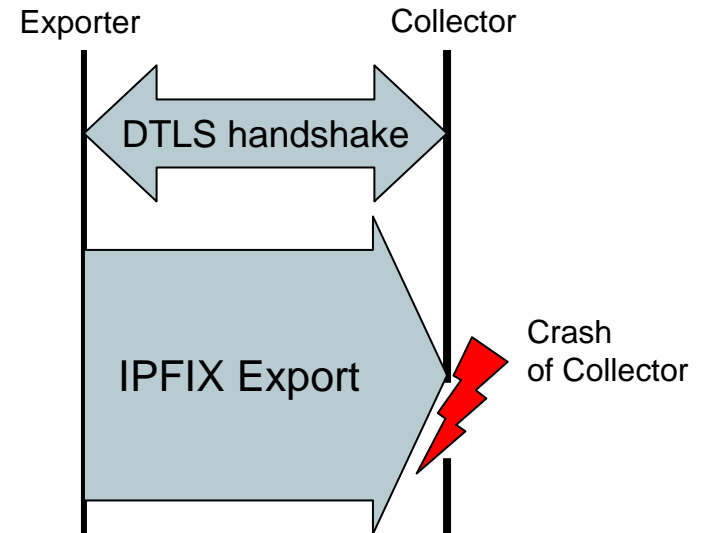 Exporter
Collector
DTLS handshake
IPFIX Export
Crash
of Collector